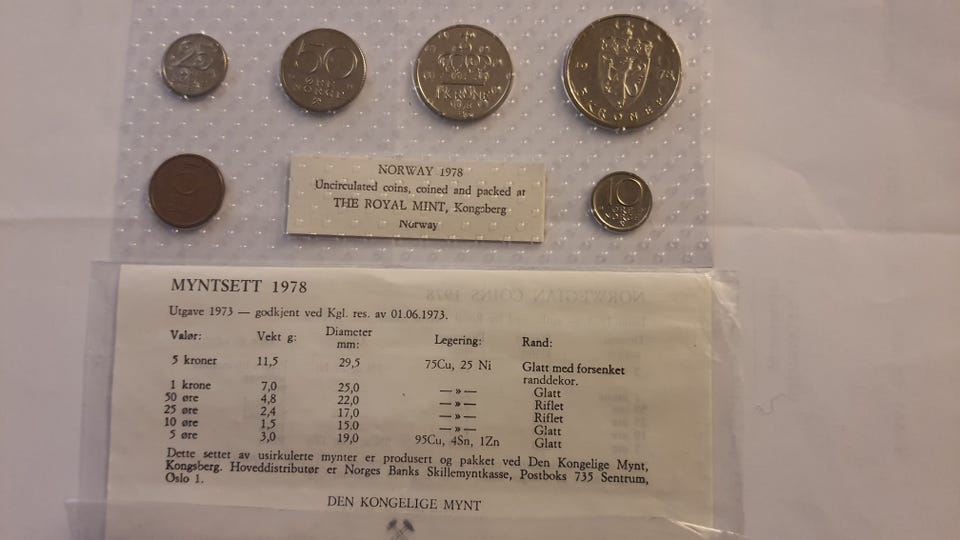 25
50
ØRE
NORGE
1 KRONE
1978
5 KRONER
10
ØRE
NORGE
NORWAY 1978
Uncirculated coins, coined and packed at
THE ROYAL MINT, Kongsberg
Norway
MYNTSETT 1978
NORWEGIAN COINS 1978
Utgave 1973 — godkjent ved Kgl. res. av 01.06.1973.
Valør: Vekt g: Diameter mm: Legering: Rand:
5 kroner 11,5 29,5 75Cu, 25 Ni Glatt med forsenket
randdekor.
1 krone 7,0 25,0 — » — Glatt
50 øre 4,8 22,0 — » — Riflet
25 øre 2,4 17,0 — » — Riflet
10 øre 1,5 15.0 — » — Glatt
5 øre 3,0 19,0 95Cu, 4Sn, 1Zn Glatt
Dette settet av usirkulerte mynter er produsert og pakket ved Den Kongelige Mynt,
Kongsberg. Hoveddistributør er Norges Banks Skillemyntkasse, Postboks 735 Sentrum,
Oslo 1.
DEN KONGELIGE MYNT